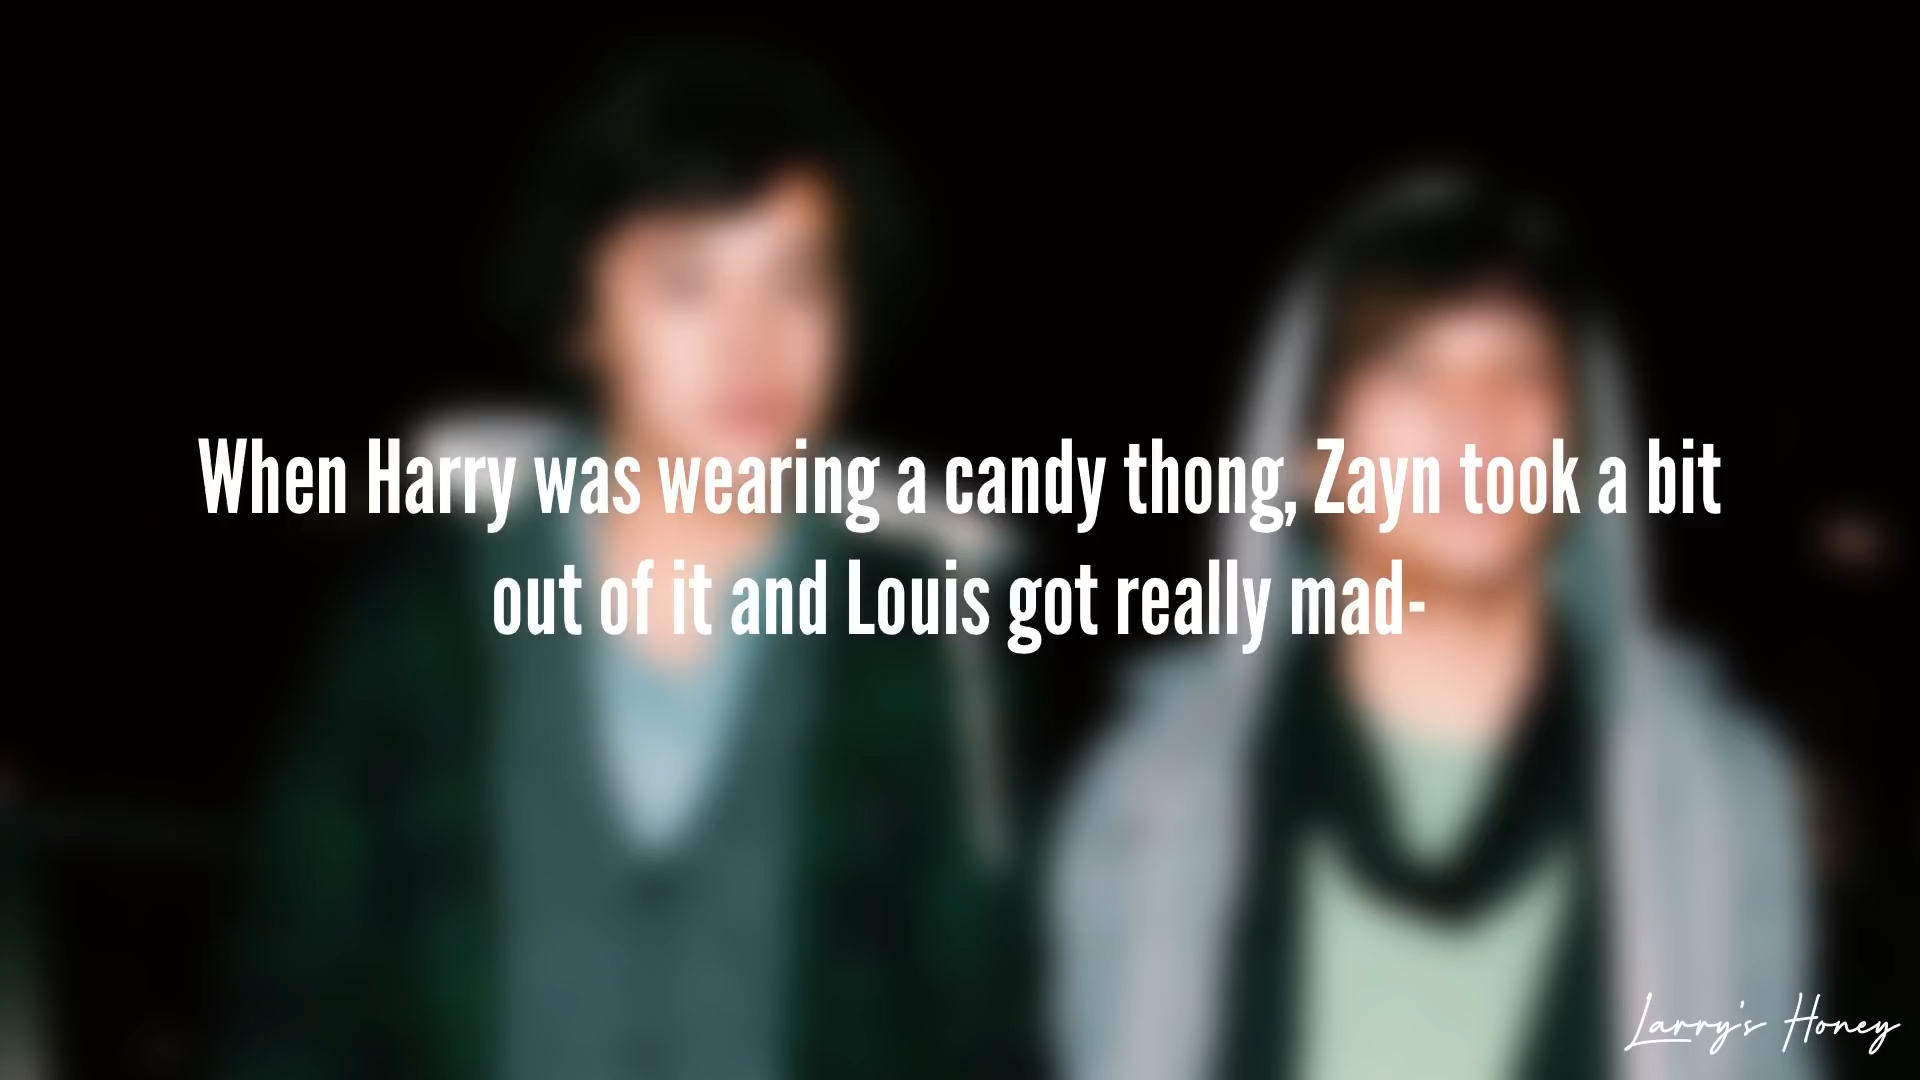 When Harry was wearing a candy thong, Zayn took a bit
out of it and Louis got really mad-
Larry's Honey